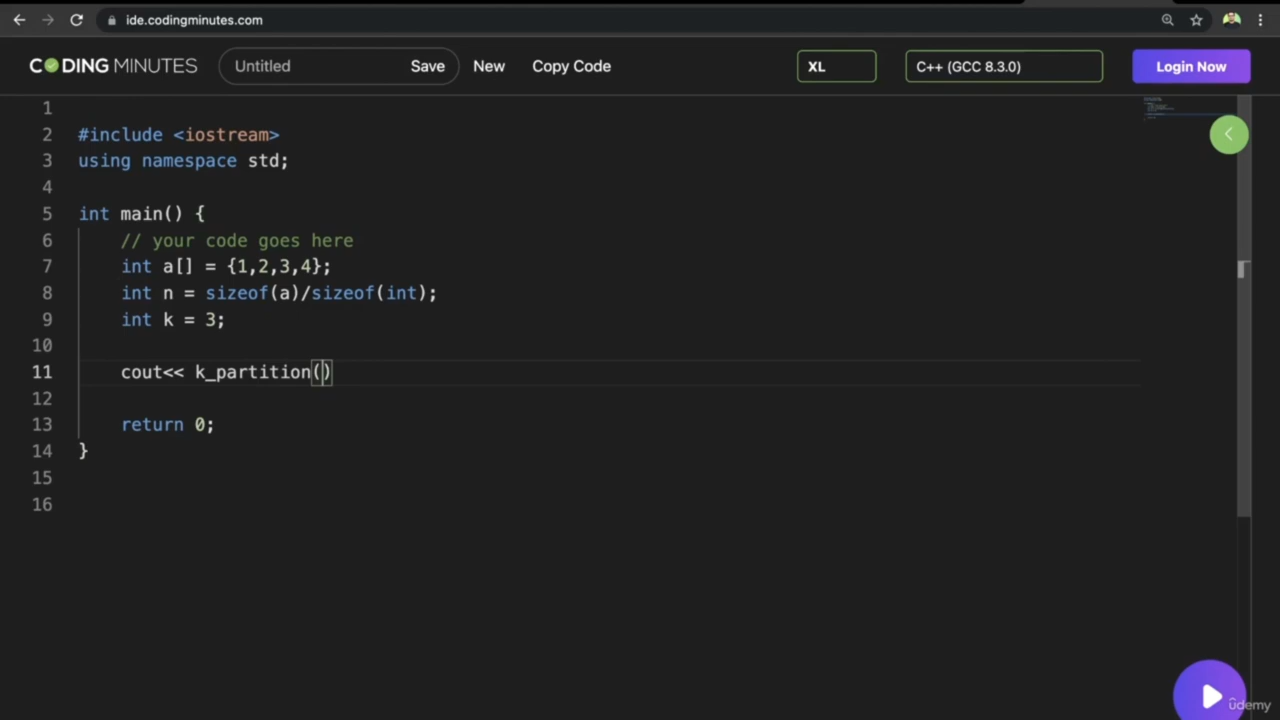 ide.codingminutes.com
CODING MINUTES Untitled Save New Copy Code XL C++ (GCC 8.3.0) Login Now
1
2 #include <iostream>
3 using namespace std;
4
5 int main() {
6 // your code goes here
7 int a[] = {1,2,3,4};
8 int n = sizeof(a)/sizeof(int);
9 int k = 3;
10
11 cout<< k_partition()
12
13 return 0;
14 }
15
16
ûdemy